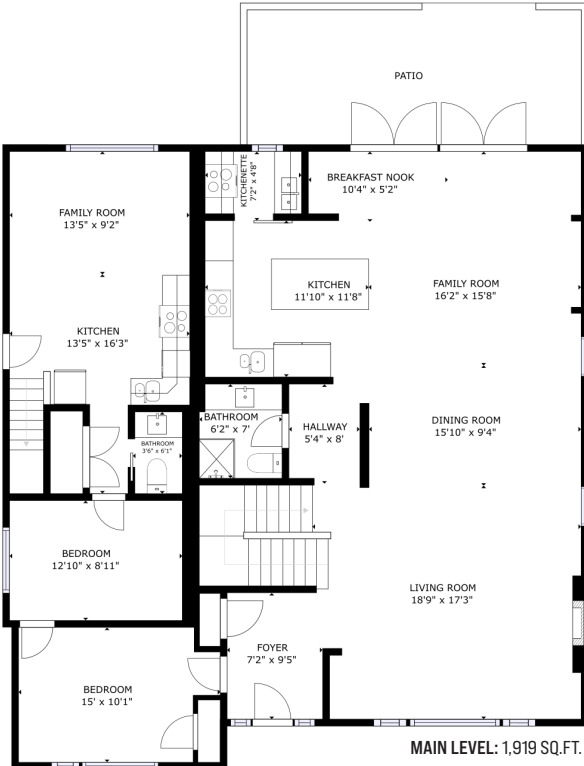 PATIO
KITCHENETTE
7'2" x 4'8"
BREAKFAST NOOK
10'4" x 5'2"
FAMILY ROOM
13'5" x 9'2"
KITCHEN
11'10" x 11'8"
FAMILY ROOM
16'2" x 15'8"
KITCHEN
13'5" x 16'3"
BATHROOM
6'2" x 7'
HALLWAY
5'4" x 8'
DINING ROOM
15'10" x 9'4"
BATHROOM
3'6" x 6'1"
BEDROOM
12'10" x 8'11"
LIVING ROOM
18'9" x 17'3"
FOYER
7'2" x 9'5"
BEDROOM
15' x 10'1"
MAIN LEVEL: 1,919 SQ.FT.